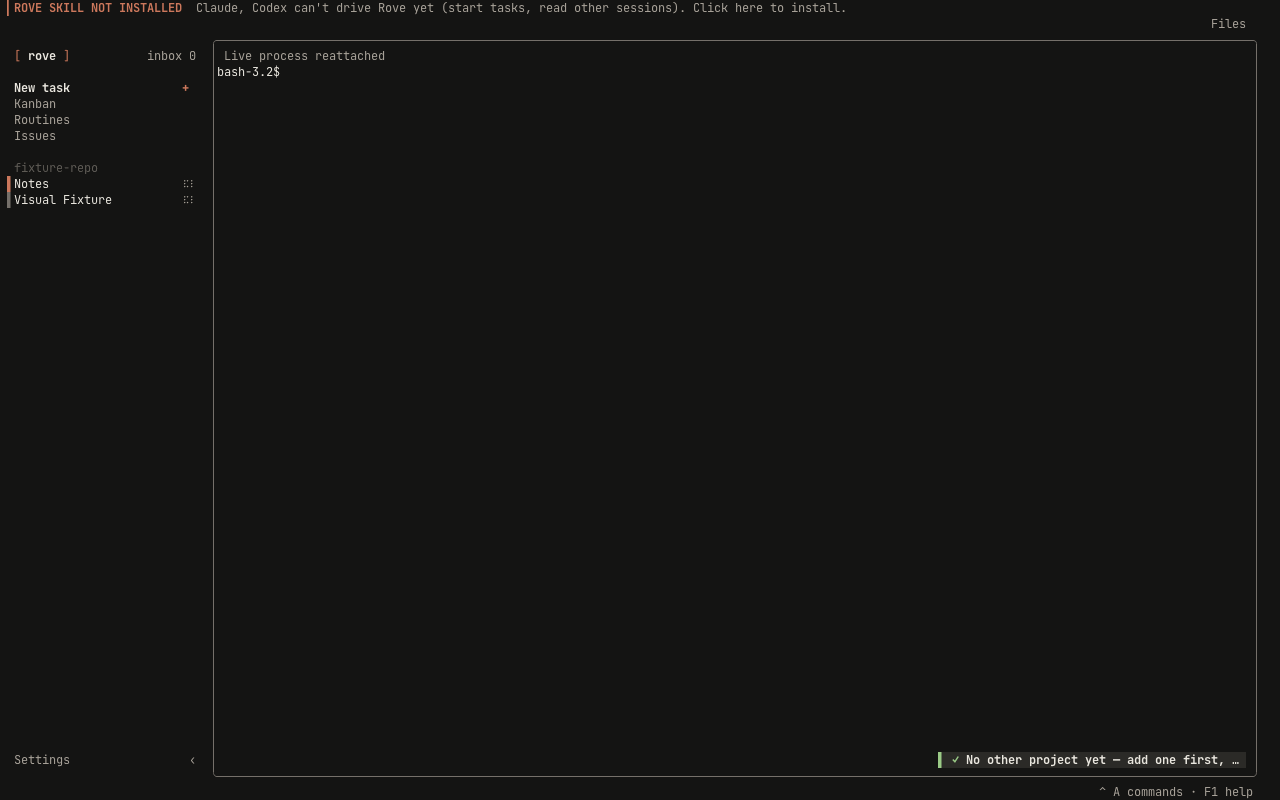 ROVE SKILL NOT INSTALLED  Claude, Codex can't drive Rove yet (start tasks, read other sessions). Click here to install.
Files
[ rove ]  inbox 0
Live process reattached
bash-3.2$
New task +
Kanban
Routines
Issues
fixture-repo
Notes
Visual Fixture
Settings ‹
✓ No other project yet — add one first, …
^ A commands · F1 help